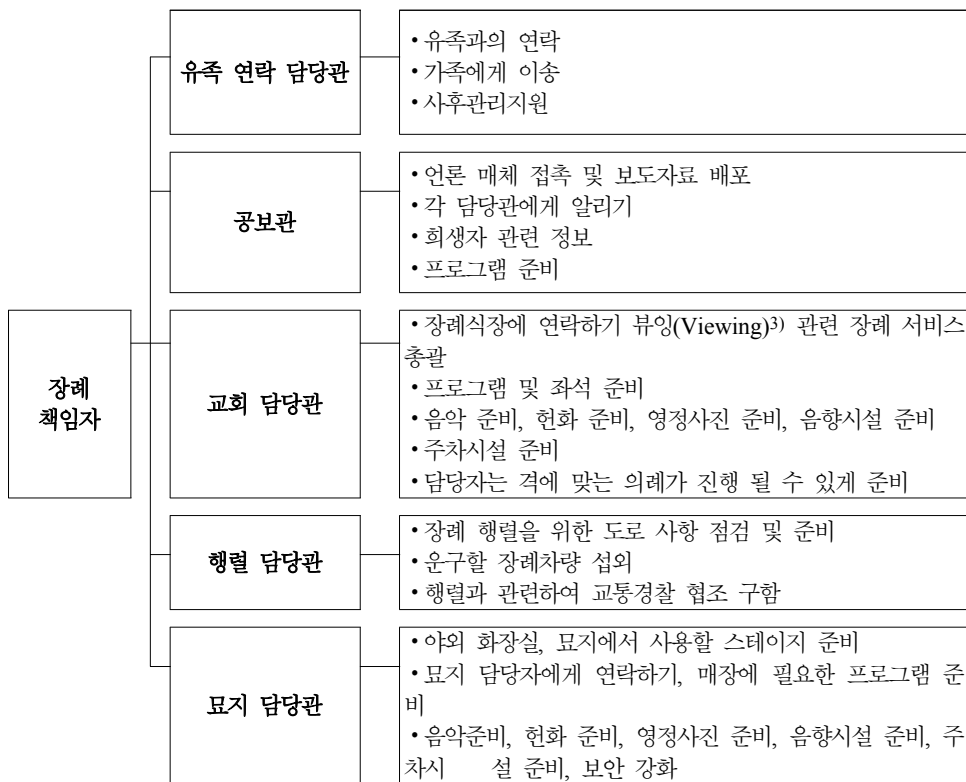 유족 연락 담당관
• 유족과의 연락
• 가족에게 이송
• 사후관리지원
공보관
• 언론 매체 접촉 및 보도자료 배포
• 각 담당관에게 알리기
• 희생자 관련 정보
• 프로그램 준비
장례
책임자
교회 담당관
• 장례식장에 연락하기 뷰잉(Viewing)3) 관련 장례 서비스
총괄
• 프로그램 및 좌석 준비
• 음악 준비, 헌화 준비, 영정사진 준비, 음향시설 준비
• 주차시설 준비
• 담당자는 격에 맞는 의례가 진행 될 수 있게 준비
행렬 담당관
• 장례 행렬을 위한 도로 사항 점검 및 준비
• 운구할 장례차량 섭외
• 행렬과 관련하여 교통경찰 협조 구함
묘지 담당관
• 야외 화장실, 묘지에서 사용할 스테이지 준비
• 묘지 담당자에게 연락하기, 매장에 필요한 프로그램 준
비
• 음악준비, 헌화 준비, 영정사진 준비, 음향시설 준비, 주
차시 설 준비, 보안 강화